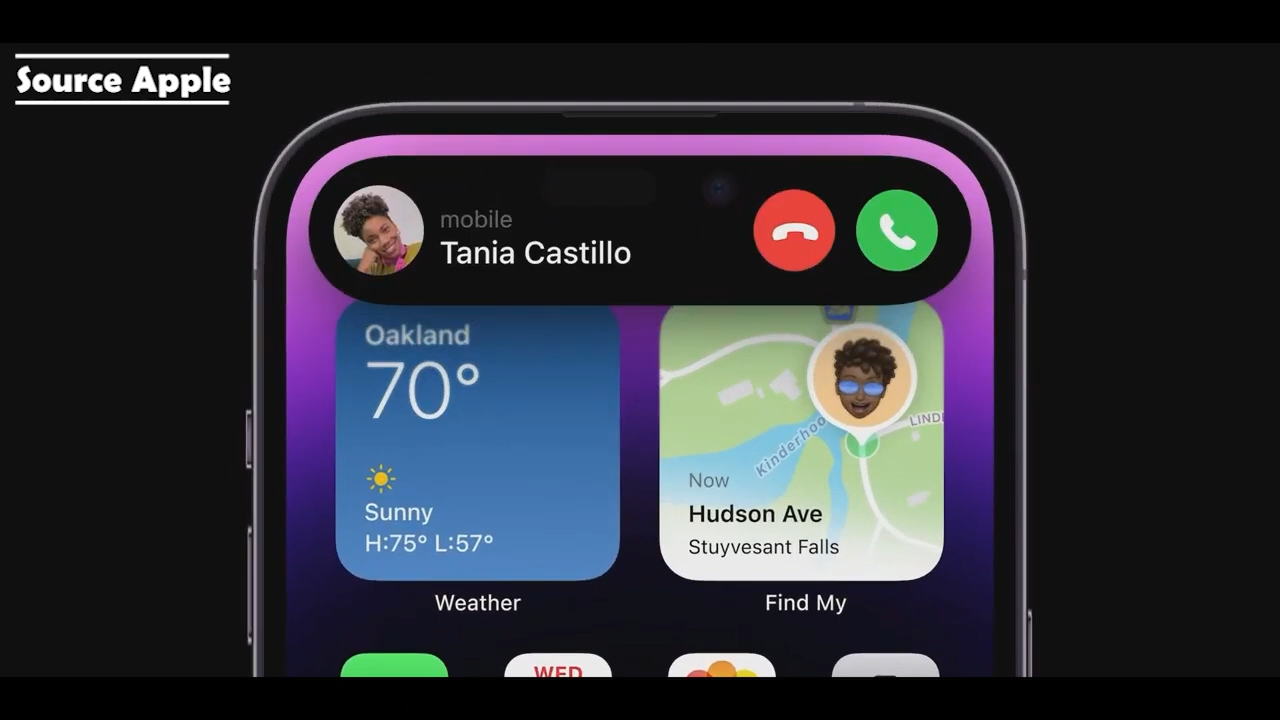 Source Apple
mobile
Tania Castillo
Oakland
70°
Sunny
H:75° L:57°
Weather
Kinderhoo
LINDE
Now
Hudson Ave
Stuyvesant Falls
Find My
WED